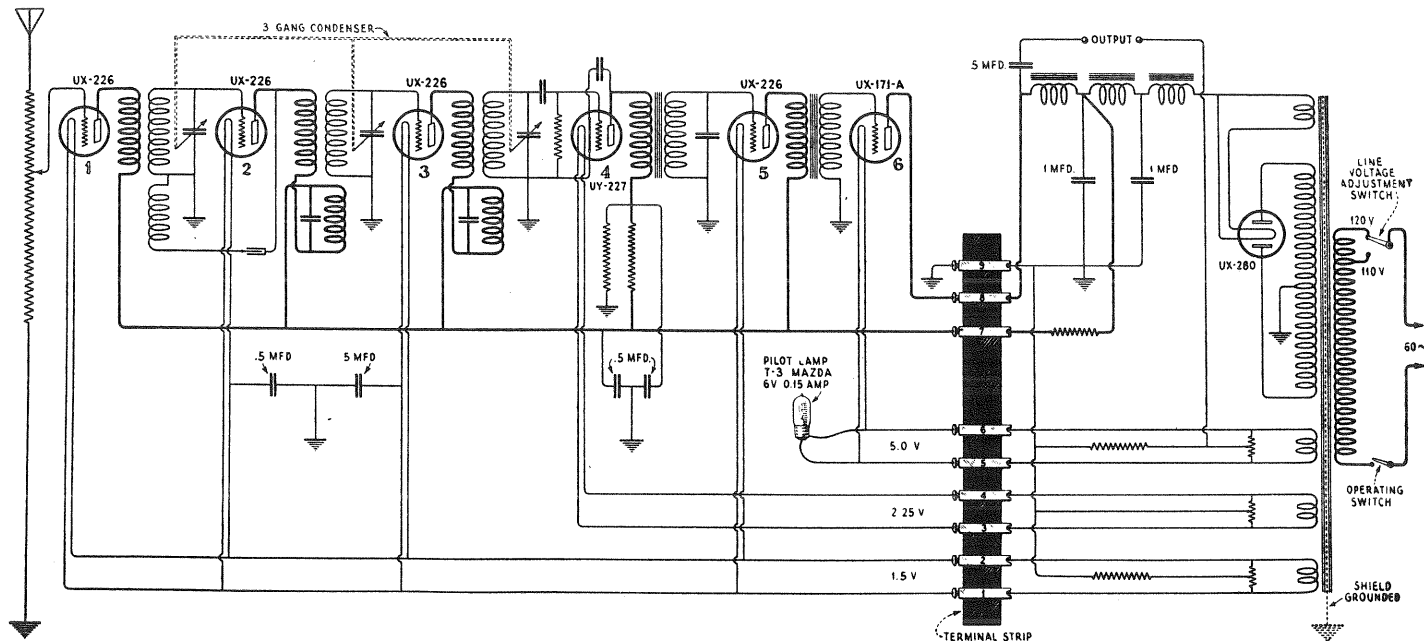 3 GANG CONDENSER
OUTPUT
.5 MFD.
UX-226
UX-226
UX-226
UX-226
UX-171-A
1
2
3
4
5
6
UY-227
1 MFD.
1 MFD
LINE
VOLTAGE
ADJUSTMENT
SWITCH
120 V
110 V
UX-280
9
8
7
60~
.5 MFD
5 MFD
.5 MFD.
PILOT LAMP
T-3 MAZDA
6V 0.15 AMP
6
5.0 V
5
4
2 25 V
3
2
1.5 V
1
OPERATING
SWITCH
SHIELD
GROUNDED
TERMINAL STRIP